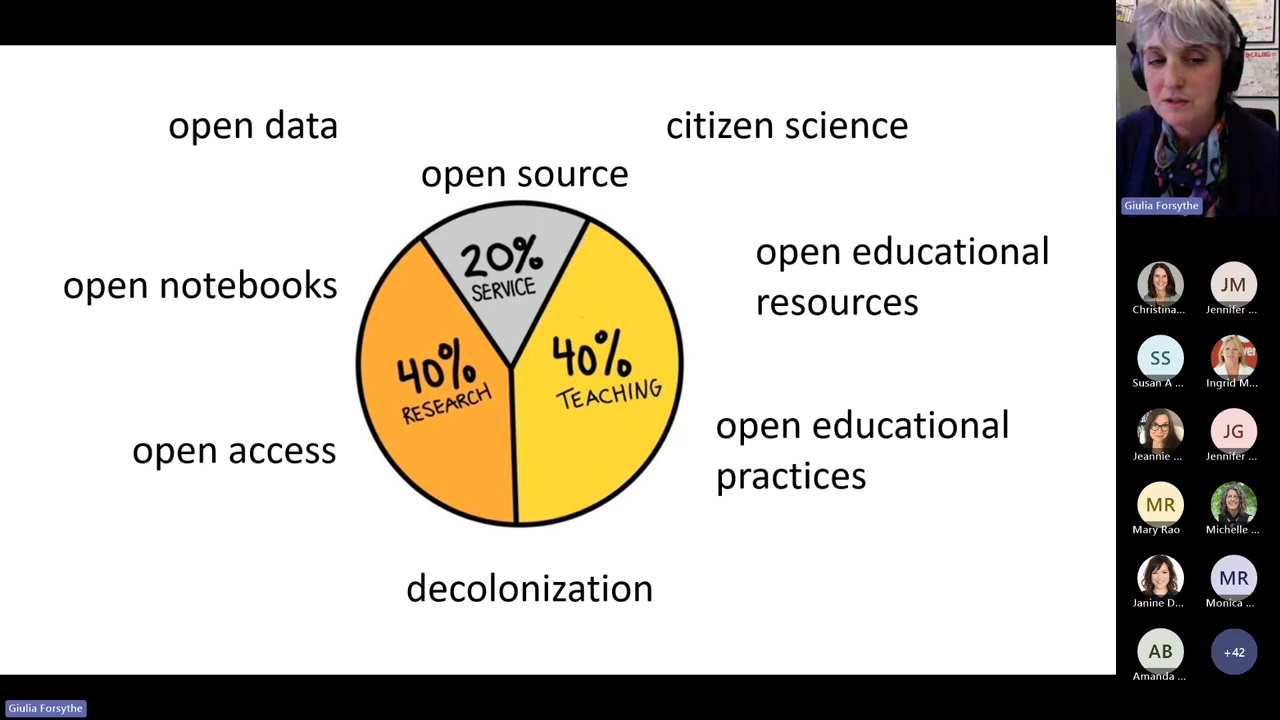 open data
citizen science
open source
20%
SERVICE
open notebooks
open educational
resources
40%
RESEARCH
40%
TEACHING
open access
open educational
practices
decolonization
Giulia Forsythe
Christina...
JM
Jennifer ...
SS
Susan A ...
Ingrid M...
Jeannie ...
JG
Jennifer ...
MR
Mary Rao
Michelle ...
Janine D...
MR
Monica ...
AB
Amanda ...
+42
Giulia Forsythe